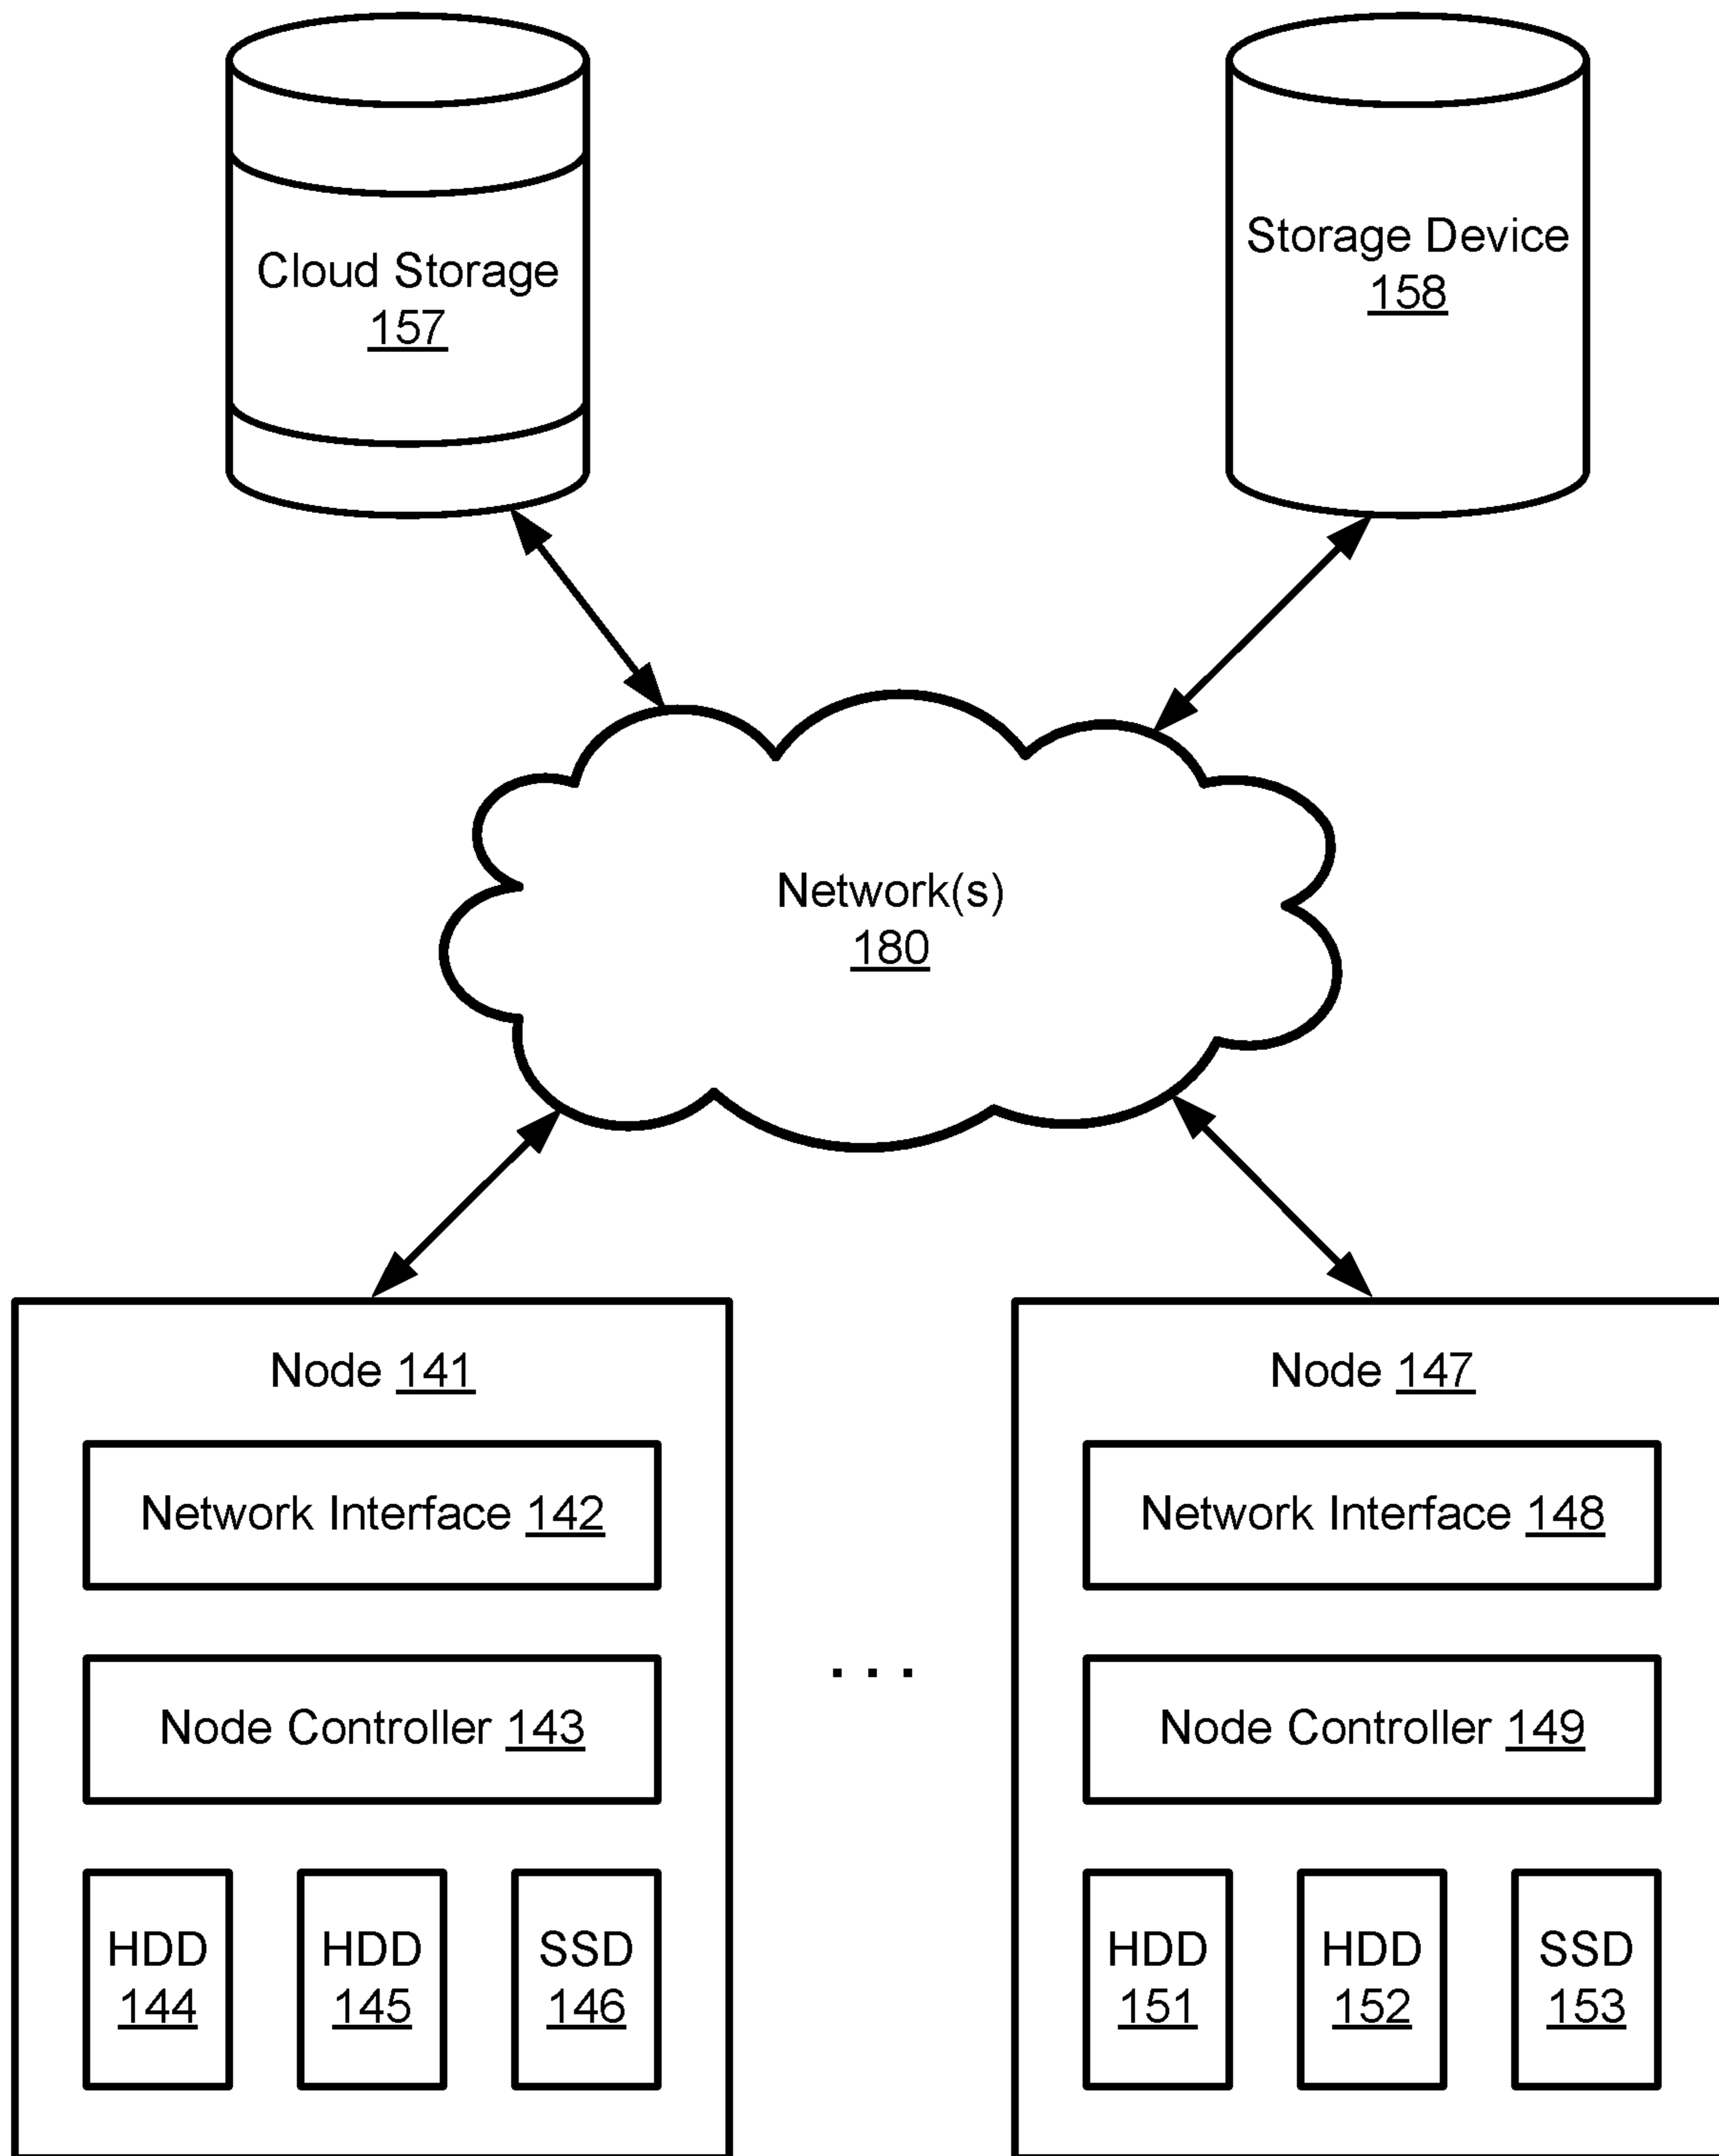 Cloud Storage
157
Storage Device
158
Network(s)
180
Node 141
Network Interface 142
Node Controller 143
HDD
144
HDD
145
SSD
146
. . .
Node 147
Network Interface 148
Node Controller 149
HDD
151
HDD
152
SSD
153